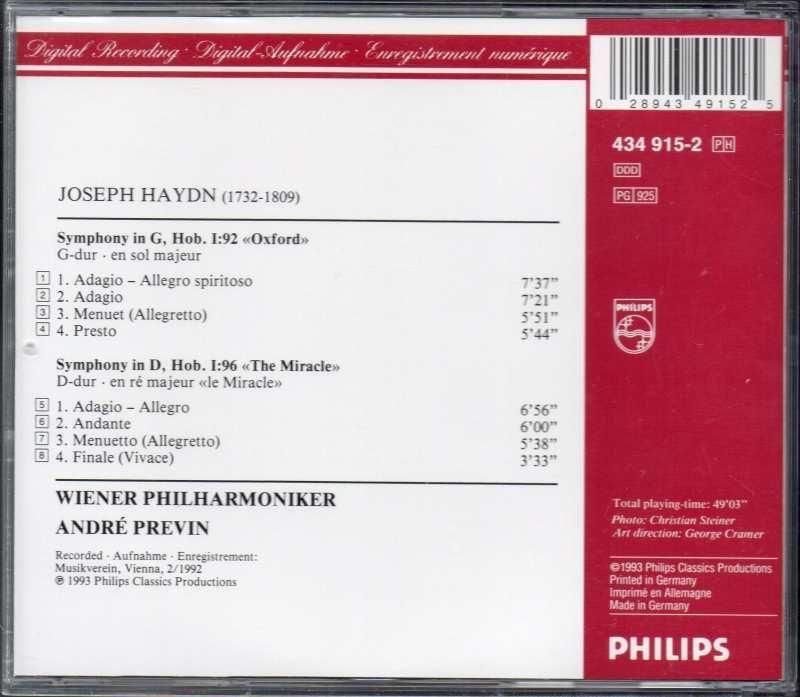 Digital Recording · Digital-Aufnahme · Enregistrement numérique
0 28943 49152 5
434 915-2 PH
DDD
PG 925
JOSEPH HAYDN (1732-1809)
Symphony in G, Hob. I:92 «Oxford»
G-dur · en sol majeur
1 1. Adagio – Allegro spiritoso 7'37"
2 2. Adagio 7'21"
3 3. Menuet (Allegretto) 5'51"
4 4. Presto 5'44"
PHILIPS
Symphony in D, Hob. I:96 «The Miracle»
D-dur · en ré majeur «le Miracle»
5 1. Adagio – Allegro 6'56"
6 2. Andante 6'00"
7 3. Menuetto (Allegretto) 5'38"
8 4. Finale (Vivace) 3'33"
WIENER PHILHARMONIKER
ANDRÉ PREVIN
Recorded · Aufnahme · Enregistrement:
Musikverein, Vienna, 2/1992
℗ 1993 Philips Classics Productions
Total playing-time: 49'03"
Photo: Christian Steiner
Art direction: George Cramer
©1993 Philips Classics Productions
Printed in Germany
Imprimé en Allemagne
Made in Germany
PHILIPS